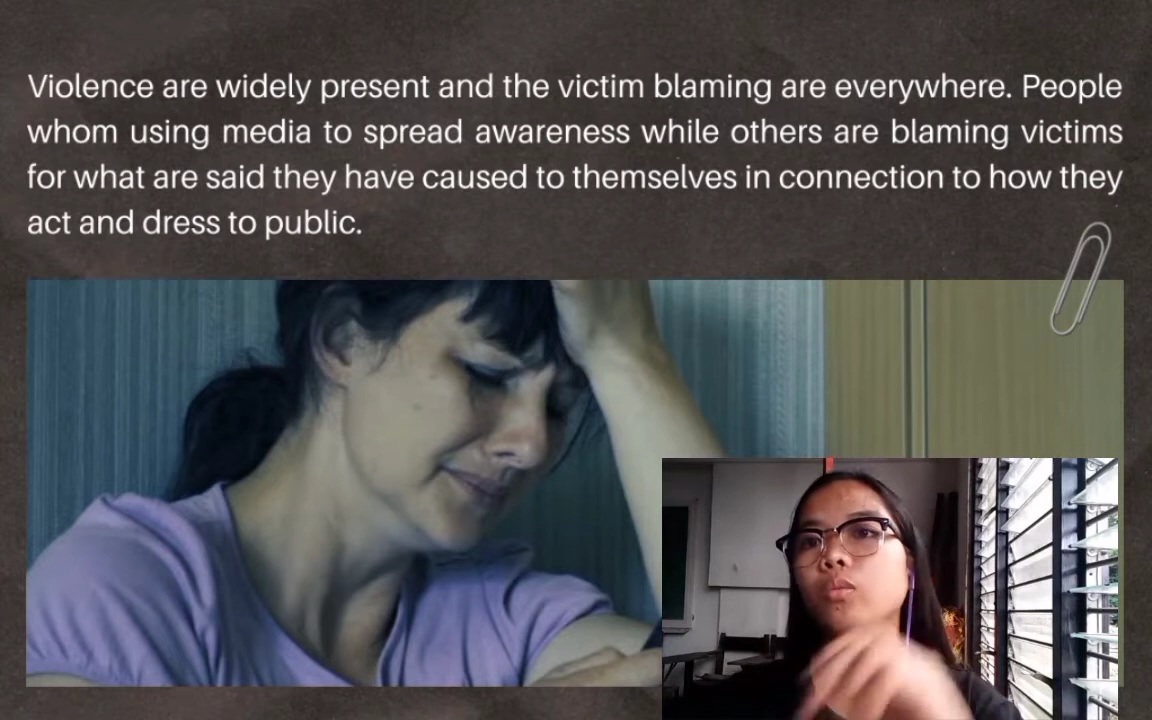 Violence are widely present and the victim blaming are everywhere. People
whom using media to spread awareness while others are blaming victims
for what are said they have caused to themselves in connection to how they
act and dress to public.